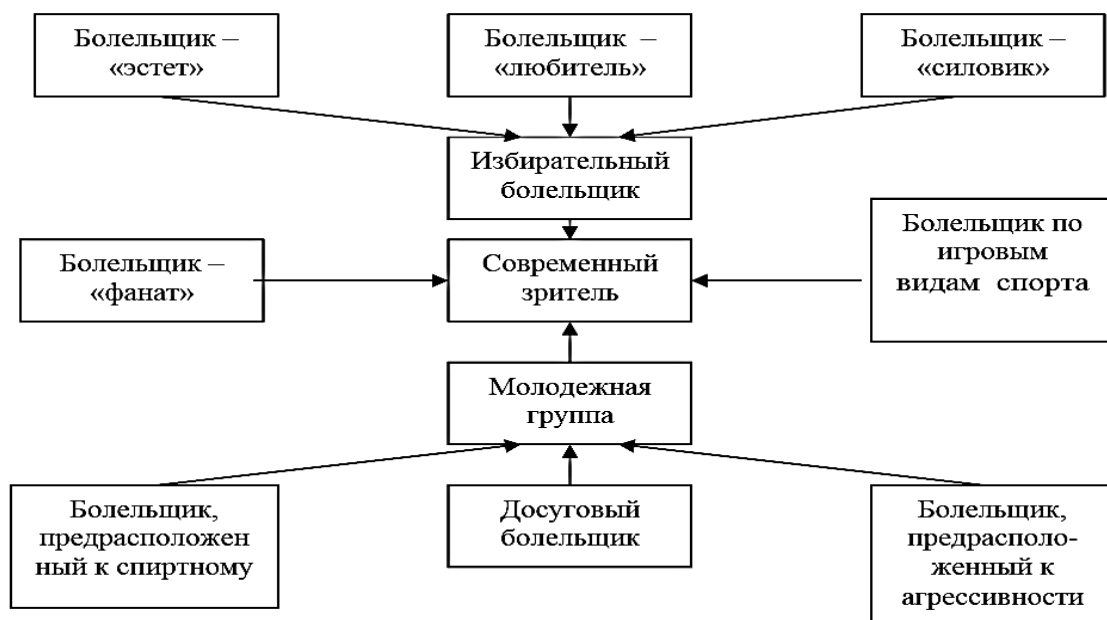 Болельщик –
«эстет»
Болельщик –
«любитель»
Болельщик –
«силовик»
Избирательный
болельщик
Болельщик –
«фанат»
Современный
зритель
Болельщик по
игровым
видам спорта
Молодежная
группа
Болельщик,
предрасположен
ный к спиртному
Досуговый
болельщик
Болельщик,
предрасполо-
женный к
агрессивности